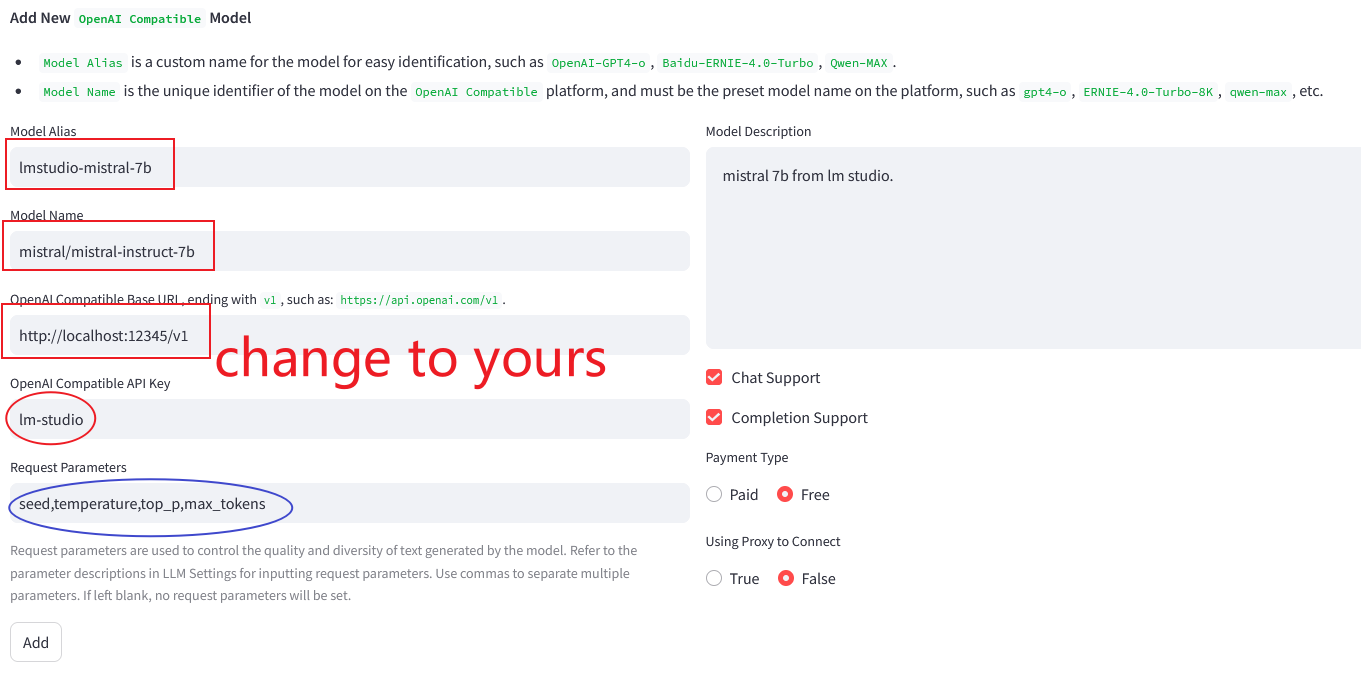 Add New OpenAI Compatible Model
Model Alias is a custom name for the model for easy identification, such as OpenAI-GPT4-o , Baidu-ERNIE-4.0-Turbo , Qwen-MAX .
Model Name is the unique identifier of the model on the OpenAI Compatible platform, and must be the preset model name on the platform, such as gpt4-o , ERNIE-4.0-Turbo-8K , qwen-max , etc.
Model Alias
lmstudio-mistral-7b
Model Name
mistral/mistral-instruct-7b
OpenAI Compatible Base URL, ending with v1 , such as: https://api.openai.com/v1 .
http://localhost:12345/v1
change to yours
OpenAI Compatible API Key
lm-studio
Request Parameters
seed,temperature,top_p,max_tokens
Request parameters are used to control the quality and diversity of text generated by the model. Refer to the
parameter descriptions in LLM Settings for inputting request parameters. Use commas to separate multiple
parameters. If left blank, no request parameters will be set.
Add
Model Description
mistral 7b from lm studio.
Chat Support
Completion Support
Payment Type
Paid Free
Using Proxy to Connect
True False